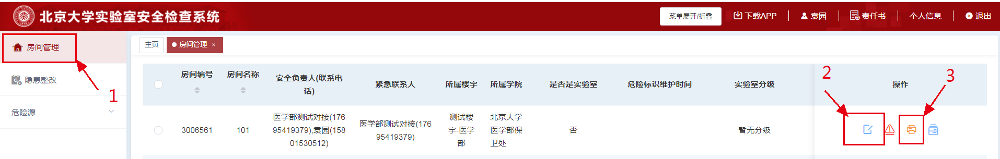 北京大学实验室安全检查系统
菜单展开/折叠
下载APP
袁园
责任书
个人信息
退出
房间管理
隐患整改
危险源
1
主页
房间管理 ×
房间编号
房间名称
安全负责人(联系电
话)
紧急联系人
所属楼宇
所属学院
是否是实验室
危险标识维护时间
实验室分级
操作
2
3
3006561
101
医学部测试对接(176
95419379),袁园(158
01530512)
医学部测试对接(176
95419379)
测试楼
宇-医学
部
北京大学
医学部保
卫处
否
暂无分级